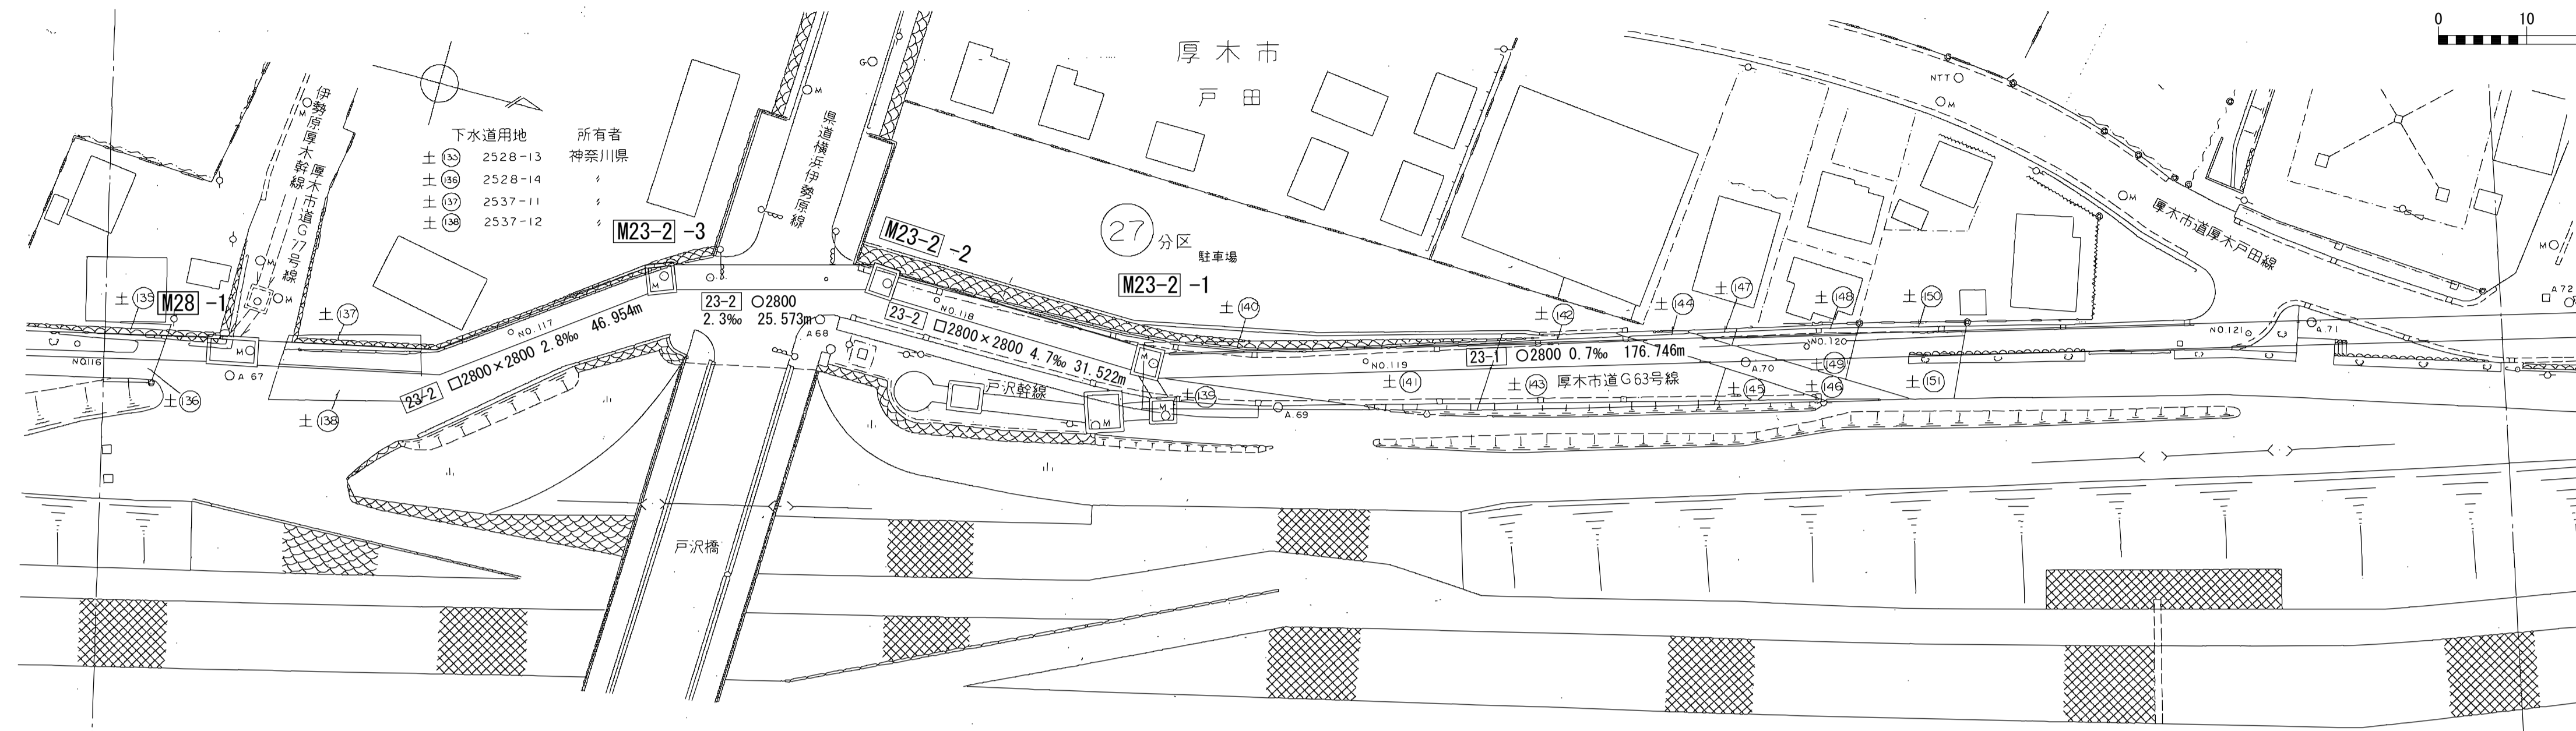 0 10
厚木市
戸田
下水道用地 所有者
土 135 2528-13 神奈川県
土 136 2528-14 〃
土 137 2537-11 〃
土 138 2537-12 〃
伊勢原厚木幹線
厚木市道G77号線
県道横浜伊勢原線
27 分区
駐車場
M23-2 -3
M23-2 -2
M23-2 -1
M28 -1
土 135
土 136
土 137
土 138
土 139
土 140
土 141
土 142
土 143
土 144
土 145
土 146
土 147
土 148
土 149
土 150
土 151
23-2 □2800×2800 2.8‰ 46.954m
23-2 ○2800
2.3‰ 25.573m
23-2 □2800×2800 4.7‰ 31.522m
23-1 ○2800 0.7‰ 176.746m
NO.116
NO.117
NO.118
NO.119
NO.120
NO.121
A 67
A 68
A.69
A.70
A.71
A 72
戸沢幹線
厚木市道G63号線
厚木市道厚木戸田線
戸沢橋
NTT
G
M
M
M
M
M
M
M
M
M
M
M
M